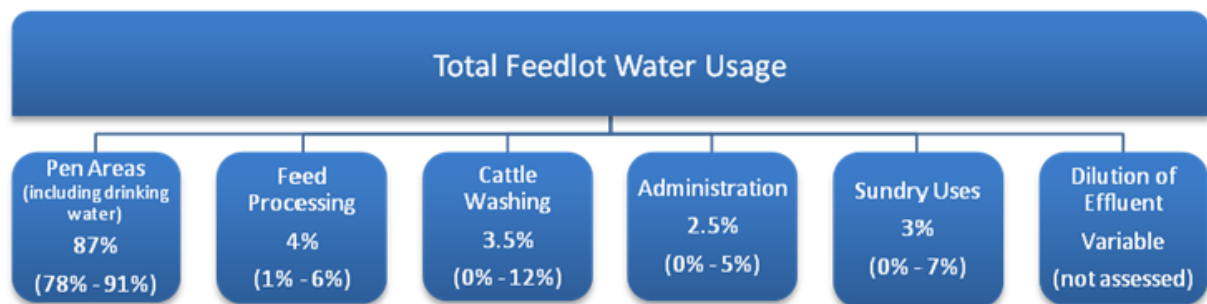 Total Feedlot Water Usage
Pen Areas
(including drinking
water)
87%
(78% - 91%)
Feed
Processing
4%
(1% - 6%)
Cattle
Washing
3.5%
(0% - 12%)
Administration
2.5%
(0% - 5%)
Sundry Uses
3%
(0% - 7%)
Dilution of
Effluent
Variable
(not assessed)